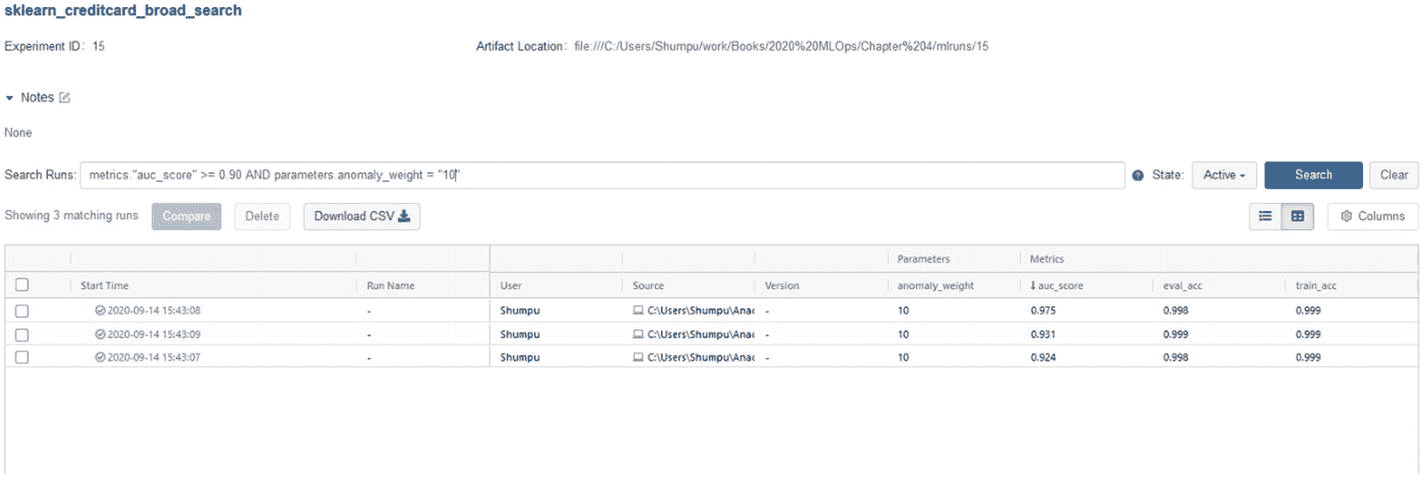 sklearn_creditcard_broad_search
Experiment ID: 15 Artifact Location: file:///C:/Users/Shumpu/work/Books/2020%20MLOps/Chapter%204/mlruns/15
Notes
None
Search Runs: metrics."auc_score" >= 0.90 AND parameters.anomaly_weight = "10" State: Active Search Clear
Showing 3 matching runs Compare Delete Download CSV Columns
Parameters Metrics
Start Time Run Name User Source Version anomaly_weight ↓ auc_score eval_acc train_acc
2020-09-14 15:43:08 - Shumpu C:\Users\Shumpu\Anac - 10 0.975 0.998 0.999
2020-09-14 15:43:09 - Shumpu C:\Users\Shumpu\Anac - 10 0.931 0.999 0.999
2020-09-14 15:43:07 - Shumpu C:\Users\Shumpu\Anac - 10 0.924 0.998 0.999